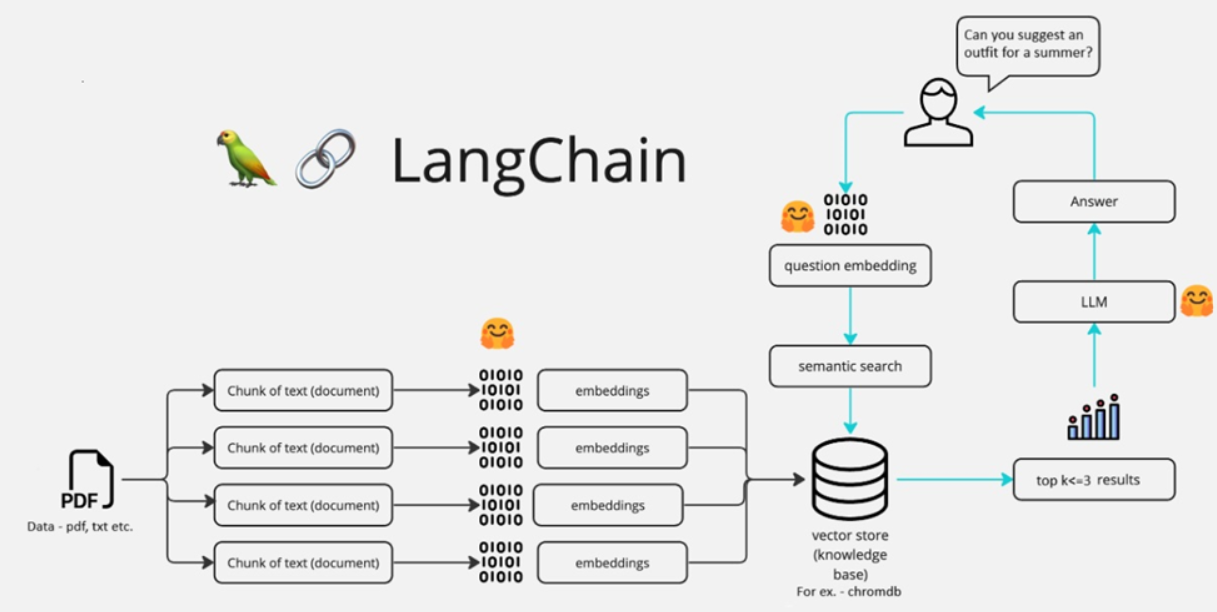 Can you suggest an
outfit for a summer?
LangChain
01010
10101
01010
question embedding
semantic search
Answer
LLM
top k<=3 results
PDF
Data - pdf, txt etc.
Chunk of text (document)
01010
10101
01010
embeddings
Chunk of text (document)
01010
10101
01010
embeddings
Chunk of text (document)
01010
10101
01010
embeddings
Chunk of text (document)
01010
10101
01010
embeddings
vector store
(knowledge
base)
For ex. - chromdb